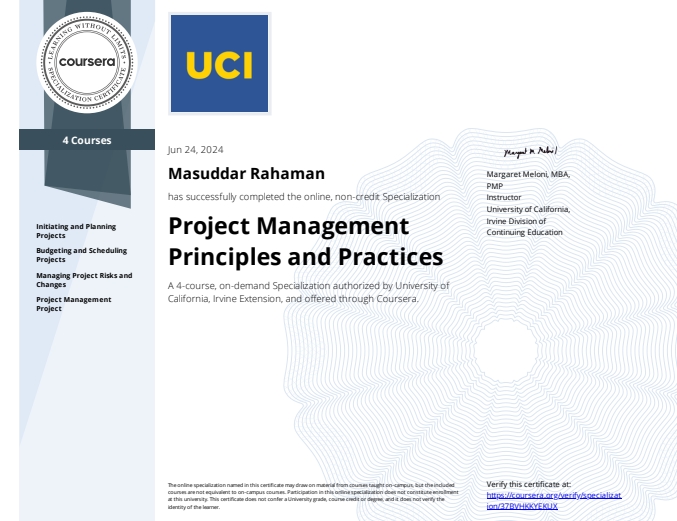 LEARNING WITHOUT LIMITS
coursera
SPECIALIZATION CERTIFICATE
UCI
4 Courses
Initiating and Planning
Projects
Budgeting and Scheduling
Projects
Managing Project Risks and
Changes
Project Management
Project
Jun 24, 2024
Masuddar Rahaman
has successfully completed the online, non-credit Specialization
Project Management
Principles and Practices
A 4-course, on-demand Specialization authorized by University of
California, Irvine Extension, and offered through Coursera.
Margaret Meloni, MBA,
PMP
Instructor
University of California,
Irvine Division of
Continuing Education
The online specialization named in this certificate may draw on material from courses taught on-campus, but the included
courses are not equivalent to on-campus courses. Participation in this online specialization does not constitute enrollment
at this university. This certificate does not confer a University grade, course credit or degree, and it does not verify the
identity of the learner.
Verify this certificate at:
https://coursera.org/verify/specializat
ion/37BVHKKYEKUX